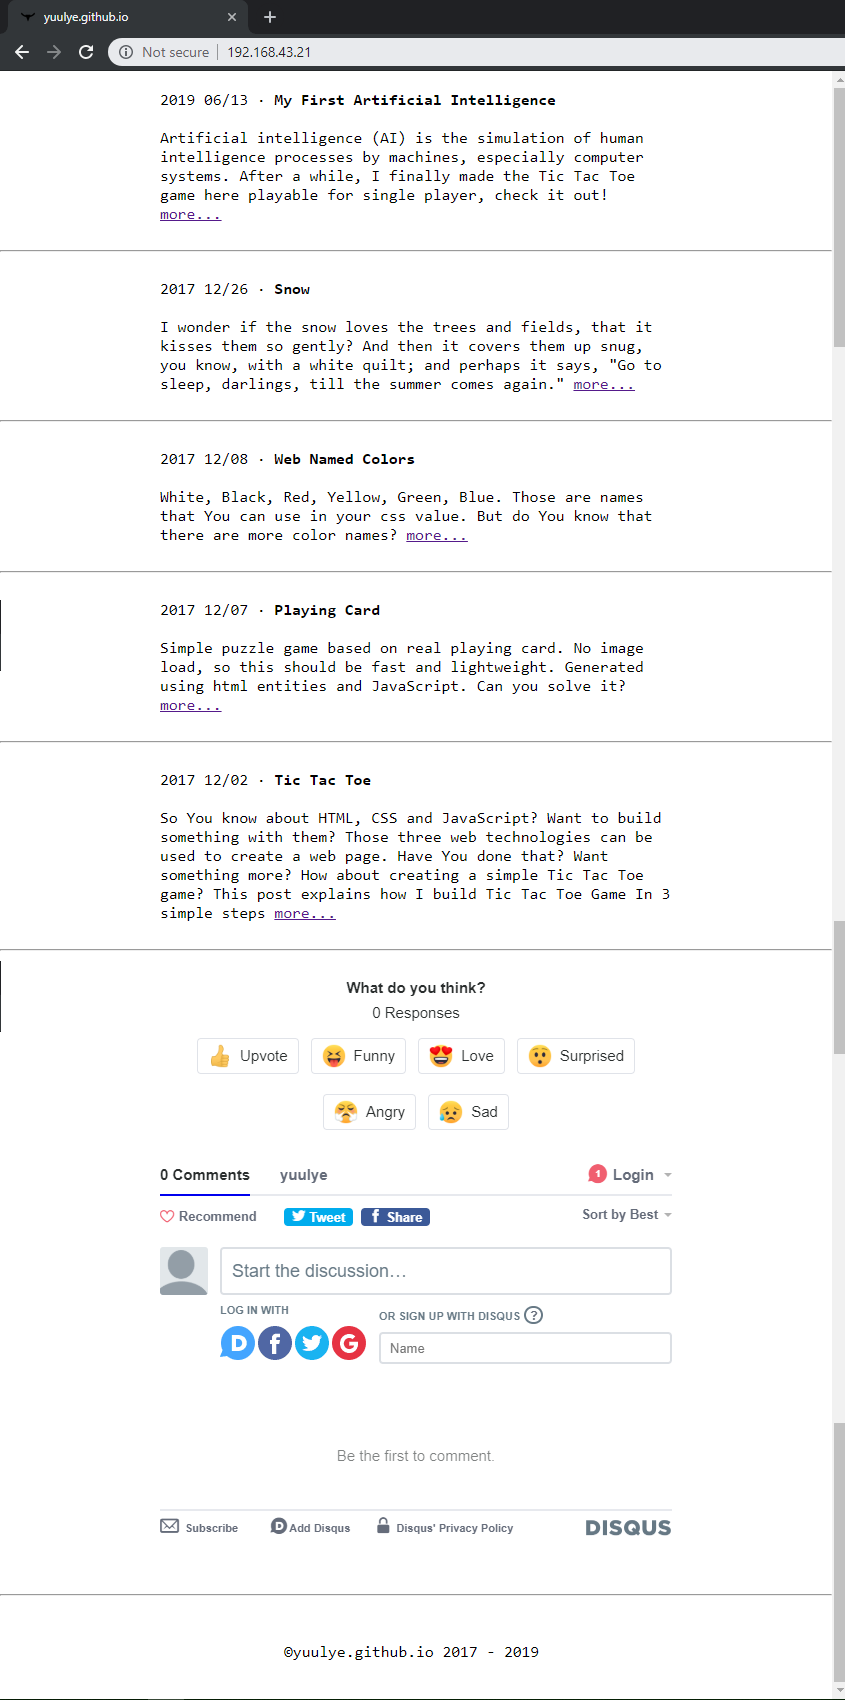 yuulye.github.io
Not secure 192.168.43.21
2019 06/13 · My First Artificial Intelligence
Artificial intelligence (AI) is the simulation of human
intelligence processes by machines, especially computer
systems. After a while, I finally made the Tic Tac Toe
game here playable for single player, check it out!
more...
2017 12/26 · Snow
I wonder if the snow loves the trees and fields, that it
kisses them so gently? And then it covers them up snug,
you know, with a white quilt; and perhaps it says, "Go to
sleep, darlings, till the summer comes again." more...
2017 12/08 · Web Named Colors
White, Black, Red, Yellow, Green, Blue. Those are names
that You can use in your css value. But do You know that
there are more color names? more...
2017 12/07 · Playing Card
Simple puzzle game based on real playing card. No image
load, so this should be fast and lightweight. Generated
using html entities and JavaScript. Can you solve it?
more...
2017 12/02 · Tic Tac Toe
So You know about HTML, CSS and JavaScript? Want to build
something with them? Those three web technologies can be
used to create a web page. Have You done that? Want
something more? How about creating a simple Tic Tac Toe
game? This post explains how I build Tic Tac Toe Game In 3
simple steps more...
What do you think?
0 Responses
Upvote Funny Love Surprised
Angry Sad
0 Comments yuulye 1 Login
Recommend Tweet f Share Sort by Best
Start the discussion…
LOG IN WITH OR SIGN UP WITH DISQUS ?
D f G Name
Be the first to comment.
Subscribe D Add Disqus Disqus' Privacy Policy DISQUS
©yuulye.github.io 2017 - 2019